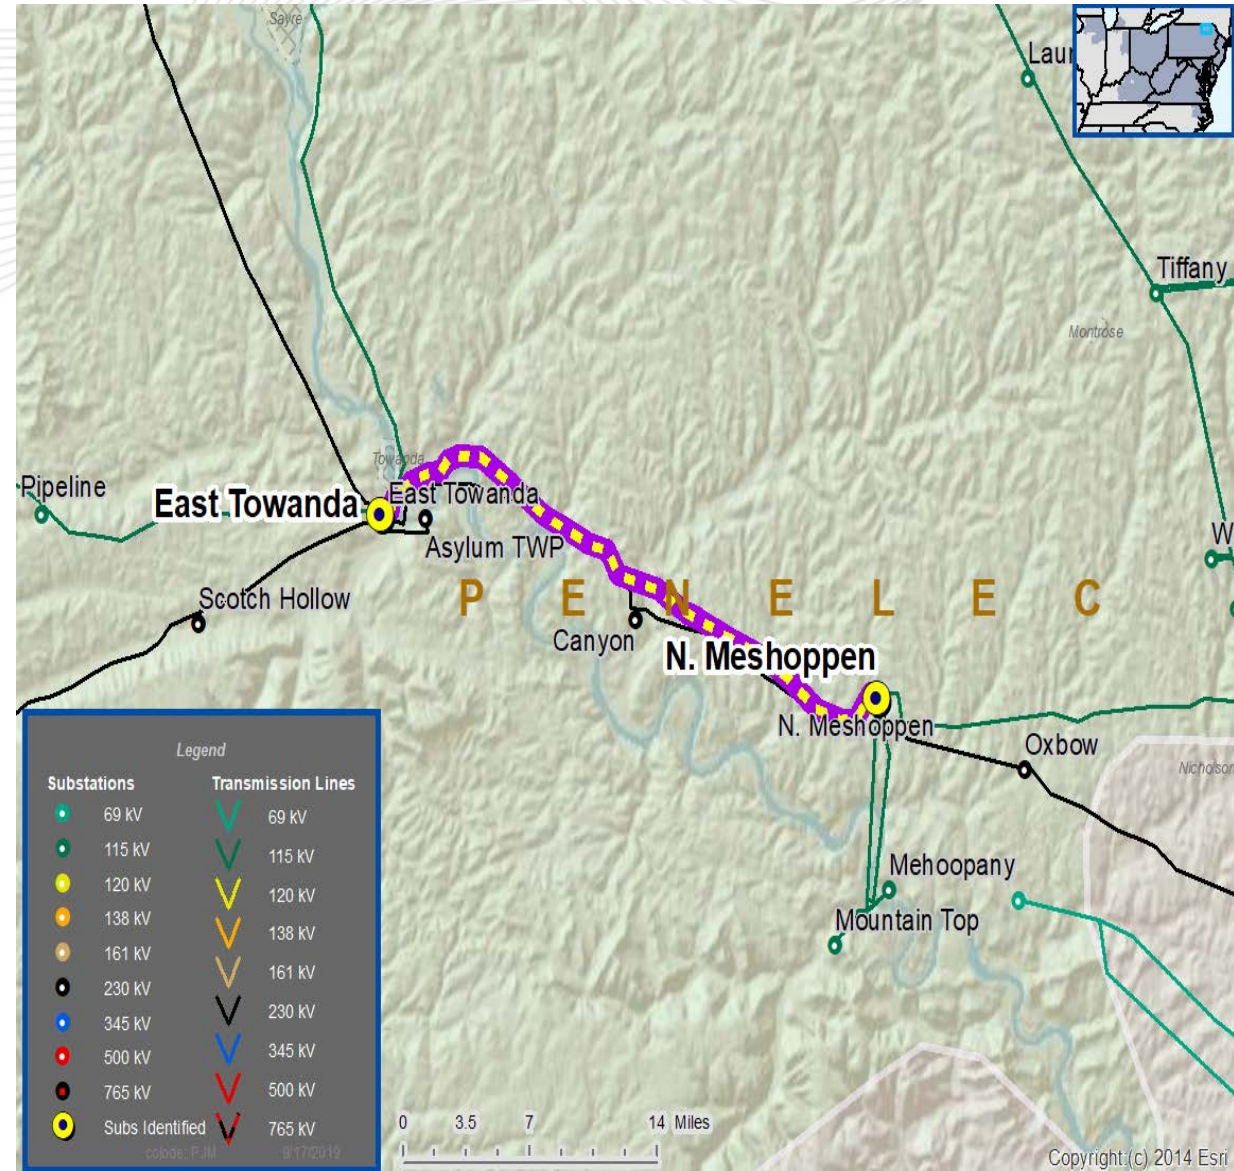 Sayre
Laur
Tiffany
Montrose
Towanda
Pipeline
East Towanda
East Towanda
W
Asylum TWP
Scotch Hollow
P E N E L E C
Canyon
N. Meshoppen
N. Meshoppen
Oxbow
Nicholson
Mehoopany
Mountain Top
Legend
Substations
Transmission Lines
69 kV
69 kV
115 kV
115 kV
120 kV
120 kV
138 kV
138 kV
161 kV
161 kV
230 kV
230 kV
345 kV
345 kV
500 kV
500 kV
765 kV
765 kV
Subs Identified
9/17/2019
0 3.5 7 14 Miles
Copyright:(c) 2014 Esri